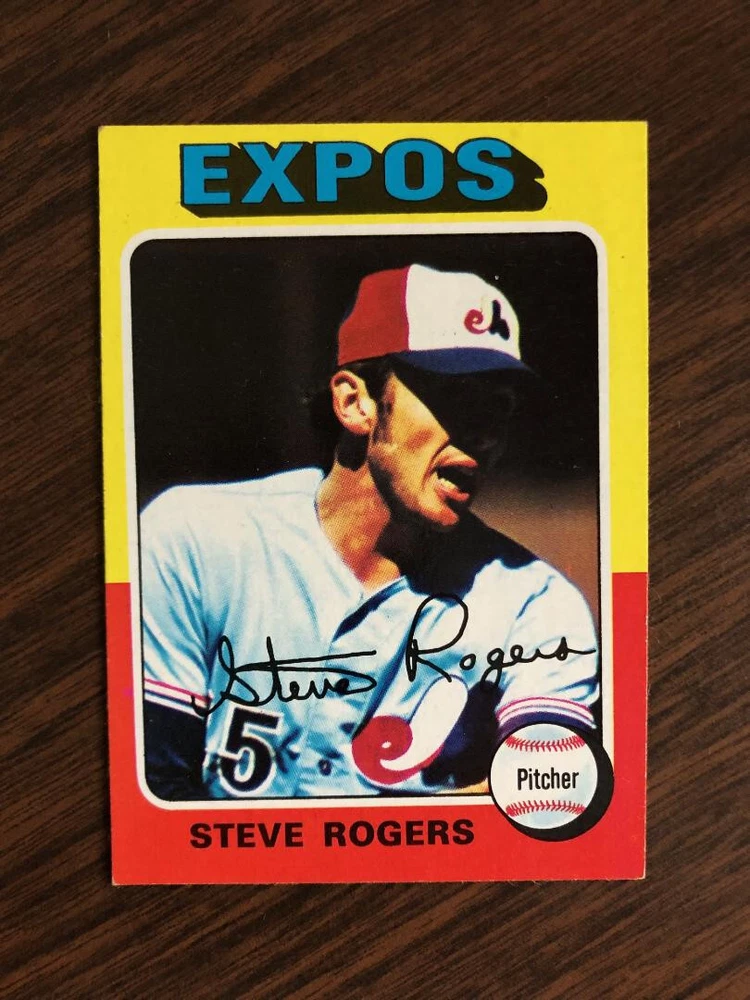 EXPOS
Steve Rogers
5
Pitcher
STEVE ROGERS